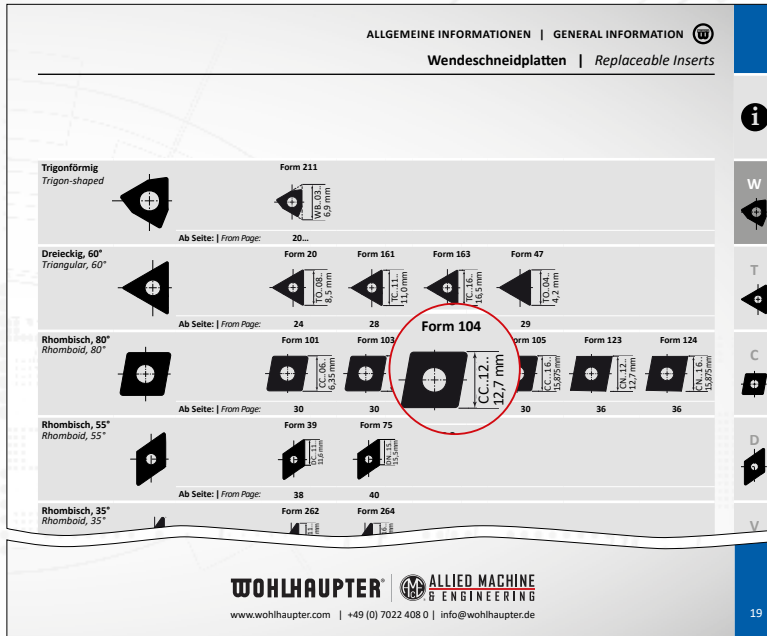 ALLGEMEINE INFORMATIONEN | GENERAL INFORMATION
Wendeschneidplatten | Replaceable Inserts
Trigonförmig
Trigon-shaped
Form 211
WB..03..
6,9 mm
Ab Seite: | From Page: 20...
Dreieckig, 60°
Triangular, 60°
Form 20 Form 161 Form 163 Form 47
TO..08.. TC..11.. TC..16.. TO..04..
8,5 mm 11,0 mm 16,5 mm 4,2 mm
Ab Seite: | From Page: 24 28 29
Form 104
CC..12..
12,7 mm
Rhombisch, 80°
Rhomboid, 80°
Form 101 Form 103 rm 105 Form 123 Form 124
CC..06.. CC..16.. CN..12.. CN..16..
6,35 mm 15,875 mm 12,7 mm 15,875 mm
Ab Seite: | From Page: 30 30 30 36 36
Rhombisch, 55°
Rhomboid, 55°
Form 39 Form 75
DC..11.. DN..15..
11,6 mm 15,5 mm
Ab Seite: | From Page: 38 40
Rhombisch, 35°
Rhomboid, 35°
Form 262 Form 264
i
W
T
C
D
V
WOHLHAUPTER® | AMEC ALLIED MACHINE
& ENGINEERING
www.wohlhaupter.com | +49 (0) 7022 408 0 | info@wohlhaupter.de
19